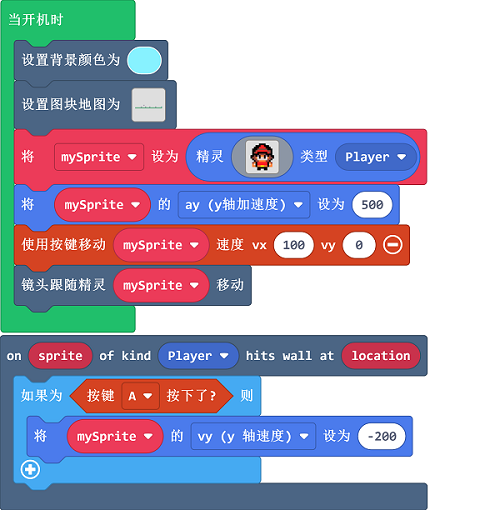 当开机时
设置背景颜色为
设置图块地图为
将 mySprite 设为 精灵 类型 Player
将 mySprite 的 ay (y轴加速度) 设为 500
使用按键移动 mySprite 速度 vx 100 vy 0
镜头跟随精灵 mySprite 移动
on sprite of kind Player hits wall at location
如果为 按键 A 按下了? 则
将 mySprite 的 vy (y 轴速度) 设为 -200